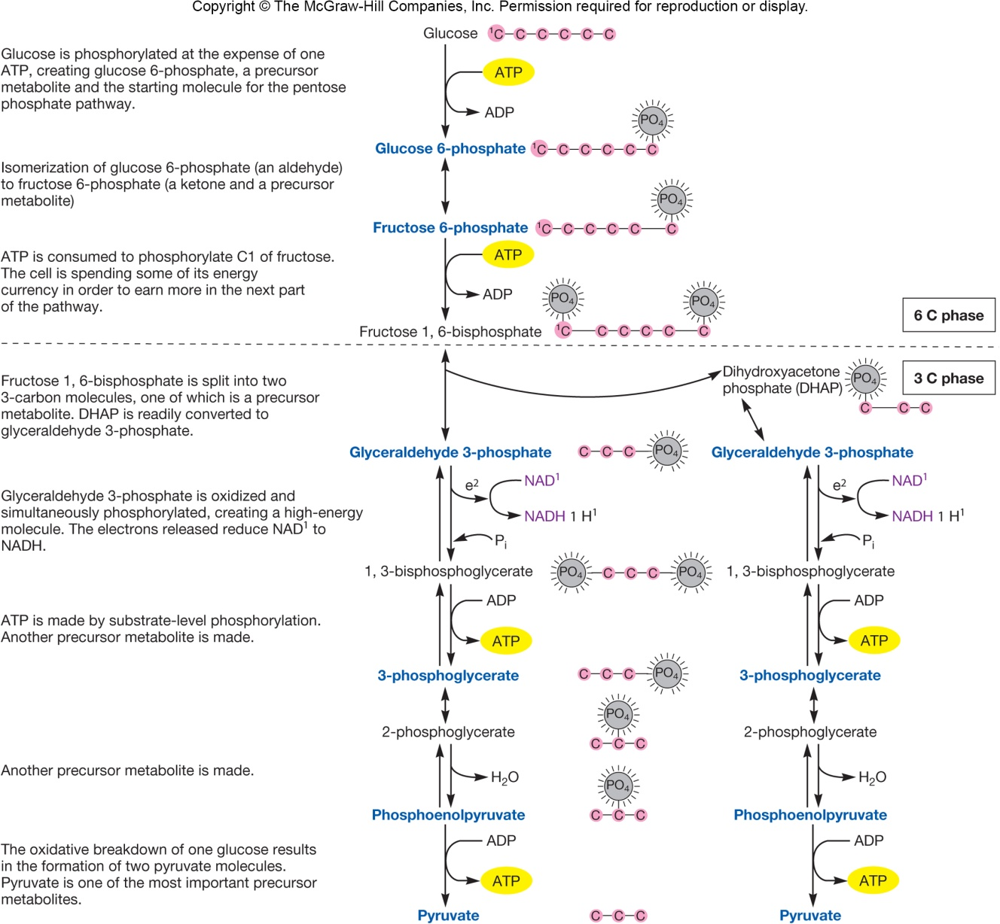 Copyright © The McGraw-Hill Companies, Inc. Permission required for reproduction or display.
Glucose ¹C C C C C C
Glucose is phosphorylated at the expense of one
ATP, creating glucose 6-phosphate, a precursor
metabolite and the starting molecule for the pentose
phosphate pathway.
ATP
ADP
PO₄
Glucose 6-phosphate ¹C C C C C C
Isomerization of glucose 6-phosphate (an aldehyde)
to fructose 6-phosphate (a ketone and a precursor
metabolite)
PO₄
Fructose 6-phosphate ¹C C C C C C
ATP is consumed to phosphorylate C1 of fructose.
The cell is spending some of its energy
currency in order to earn more in the next part
of the pathway.
ATP
ADP
PO₄ PO₄
Fructose 1, 6-bisphosphate ¹C C C C C C
6 C phase
3 C phase
Fructose 1, 6-bisphosphate is split into two
3-carbon molecules, one of which is a precursor
metabolite. DHAP is readily converted to
glyceraldehyde 3-phosphate.
Dihydroxyacetone
phosphate (DHAP)
PO₄
C C C
Glyceraldehyde 3-phosphate C C C PO₄ Glyceraldehyde 3-phosphate
Glyceraldehyde 3-phosphate is oxidized and
simultaneously phosphorylated, creating a high-energy
molecule. The electrons released reduce NAD¹ to
NADH.
e² NAD¹
NADH 1 H¹
Pᵢ
e² NAD¹
NADH 1 H¹
Pᵢ
1, 3-bisphosphoglycerate PO₄ C C C PO₄ 1, 3-bisphosphoglycerate
ATP is made by substrate-level phosphorylation.
Another precursor metabolite is made.
ADP
ATP
ADP
ATP
3-phosphoglycerate C C C PO₄ 3-phosphoglycerate
PO₄
2-phosphoglycerate C C C 2-phosphoglycerate
Another precursor metabolite is made.
H₂O PO₄ H₂O
Phosphoenolpyruvate C C C Phosphoenolpyruvate
The oxidative breakdown of one glucose results
in the formation of two pyruvate molecules.
Pyruvate is one of the most important precursor
metabolites.
ADP
ATP
ADP
ATP
Pyruvate C C C Pyruvate